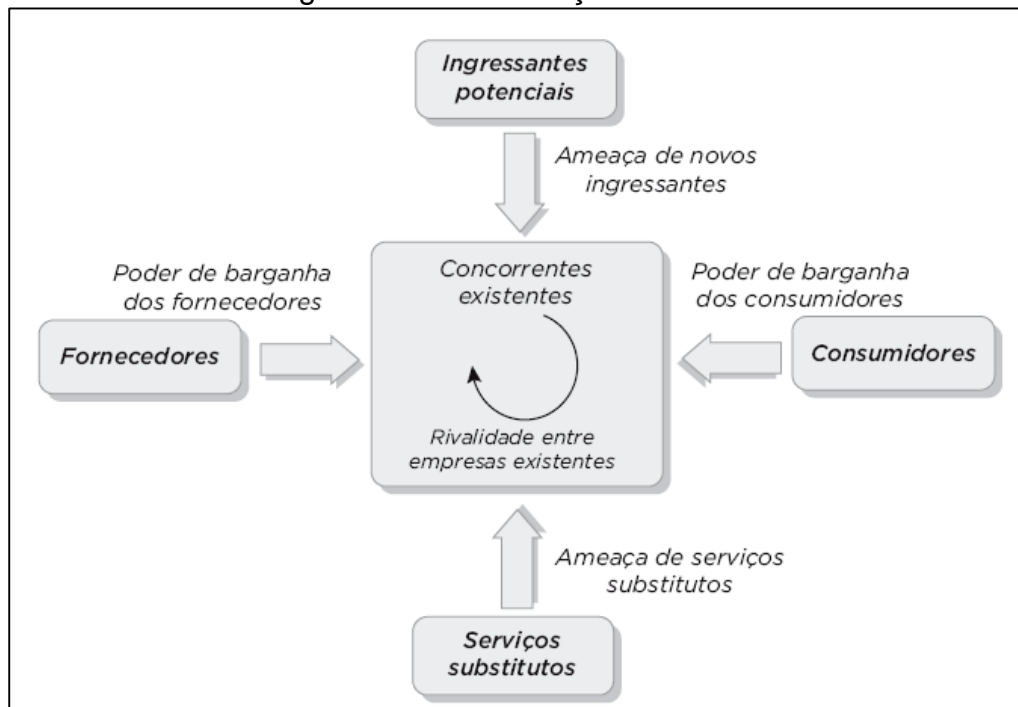 Ingressantes
potenciais
Ameaça de novos
ingressantes
Poder de barganha
dos fornecedores
Fornecedores
Concorrentes
existentes
Rivalidade entre
empresas existentes
Poder de barganha
dos consumidores
Consumidores
Ameaça de serviços
substitutos
Serviços
substitutos